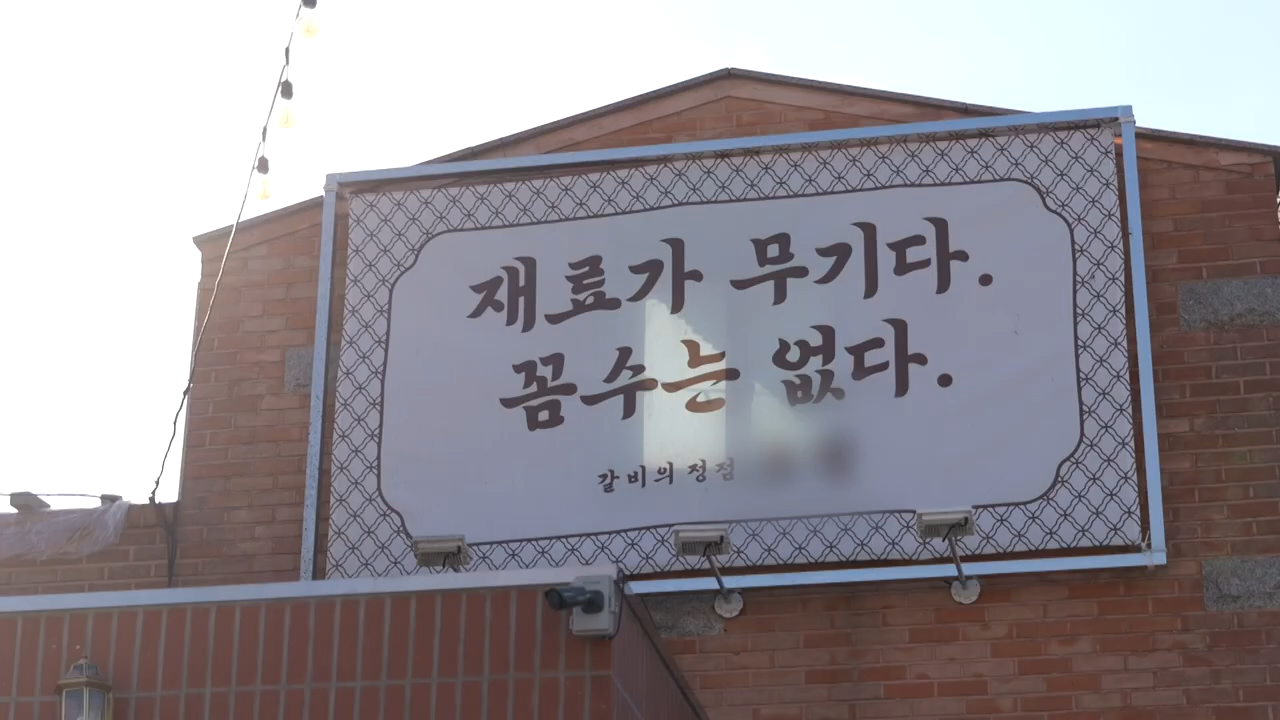 재료가 무기다.
꼼수는 없다.
갈비의 정점